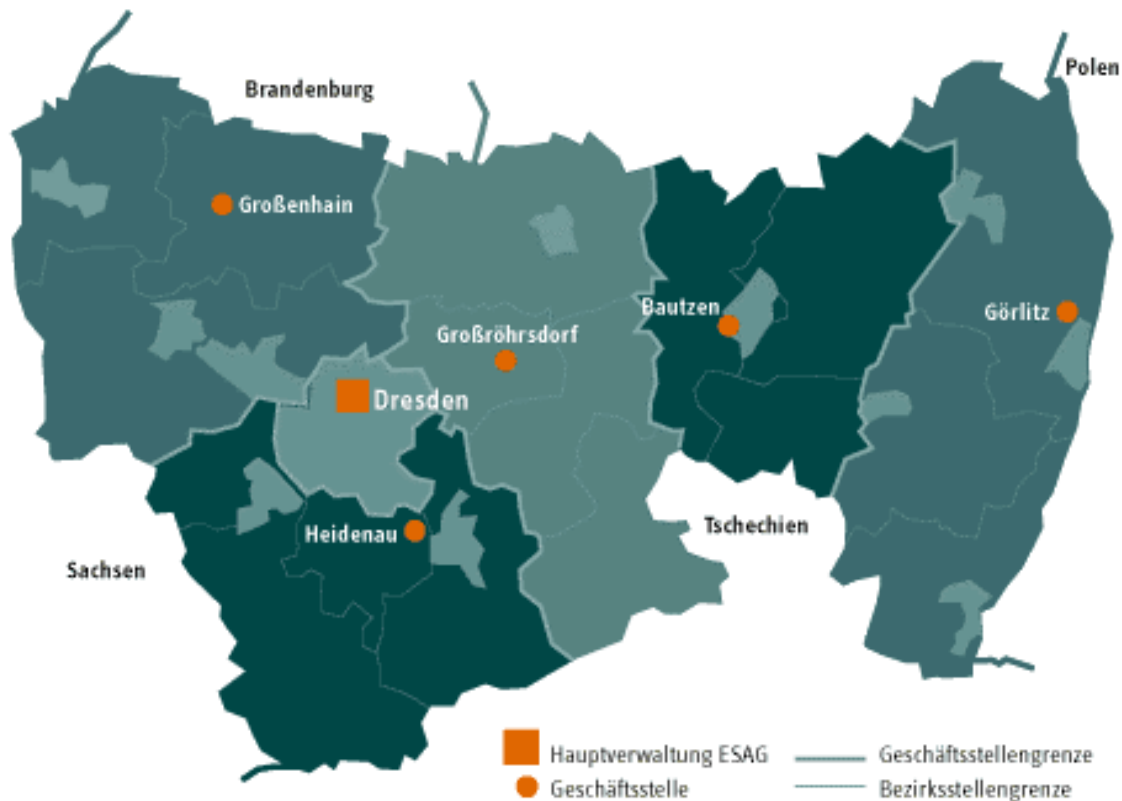 Polen
Brandenburg
Großenhain
Bautzen
Görlitz
Großröhrsdorf
Dresden
Tschechien
Heidenau
Sachsen
Hauptverwaltung ESAG
Geschäftsstellengrenze
Geschäftsstelle
Bezirksstellengrenze